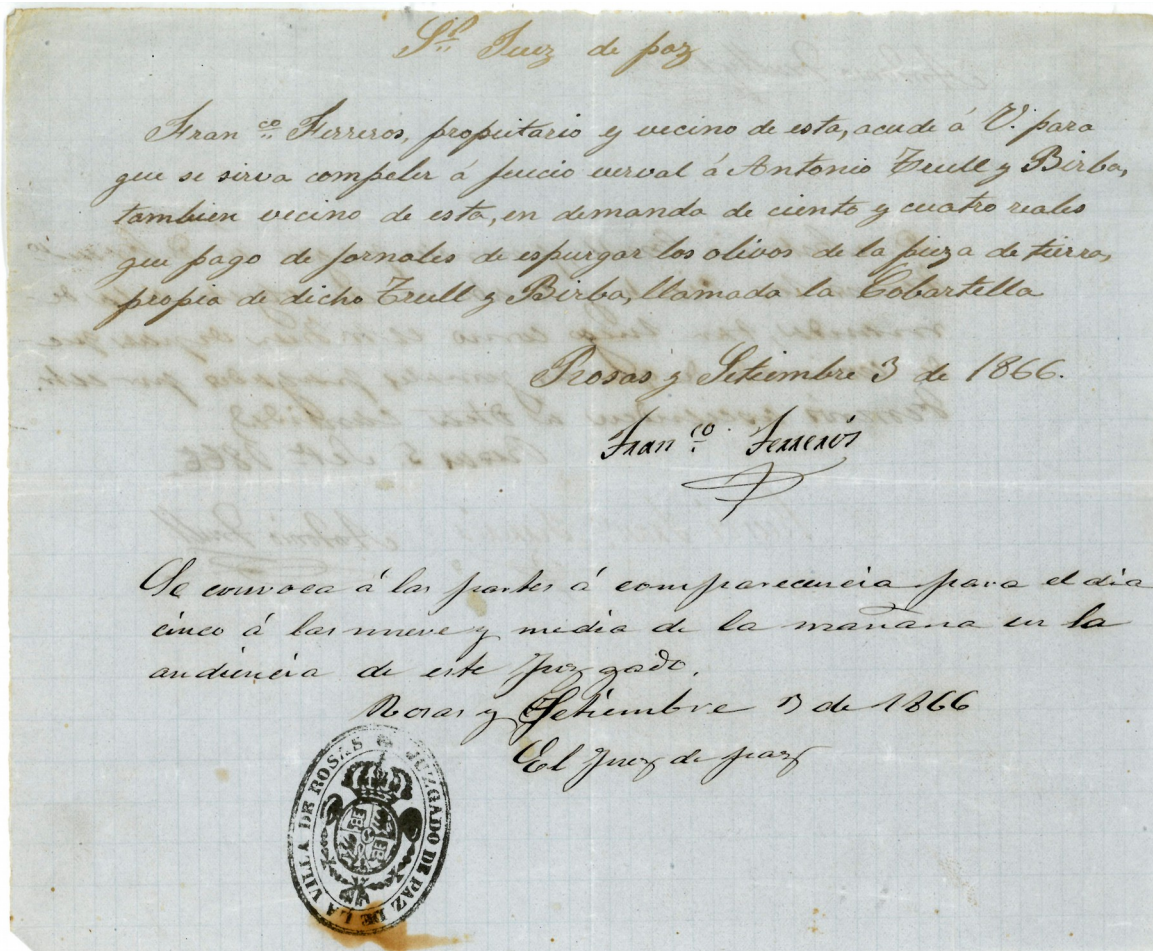 Sr. Juez de paz
Fran co. Ferreros, propietario y vecino de esta, acude á V. para
que se sirva compeler á juicio verval á Antonio Trull y Birba,
tambien vecino de esta, en demanda de ciento y cuatro reales
que pago de jornales de espurgar los olivos de la pieza de tierra,
propia de dicho Trull y Birba, llamada la Cobartella
Rosas y Setiembre 3 de 1866.
Fran.co Ferrerós
Se convoca á las partes á comparecencia para el dia
cinco á las nueve y media de la mañana en la
audiencia de este Juzgado.
Rosas y Setiembre 3 de 1866
El Juez de paz
JUZGADO DE PAZ DE LA VILLA DE ROSAS